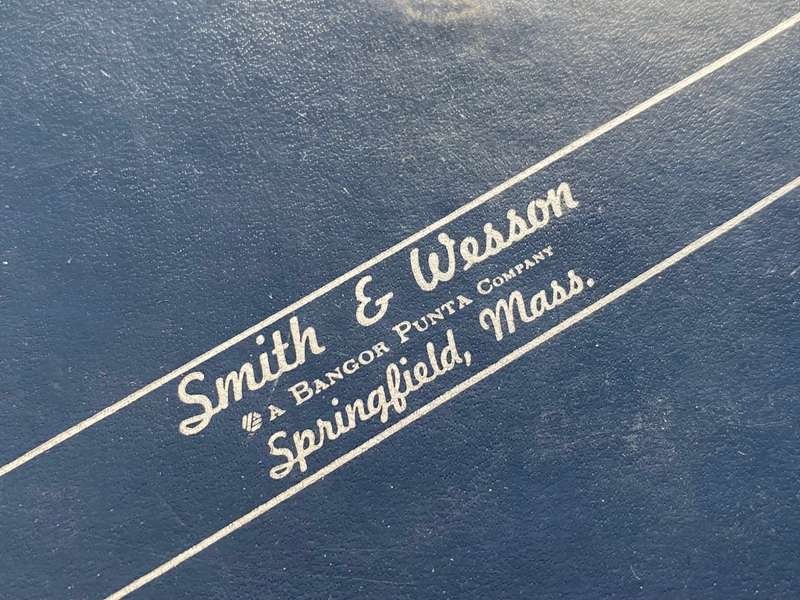 Smith & Wesson
A BANGOR PUNTA COMPANY
Springfield, Mass.